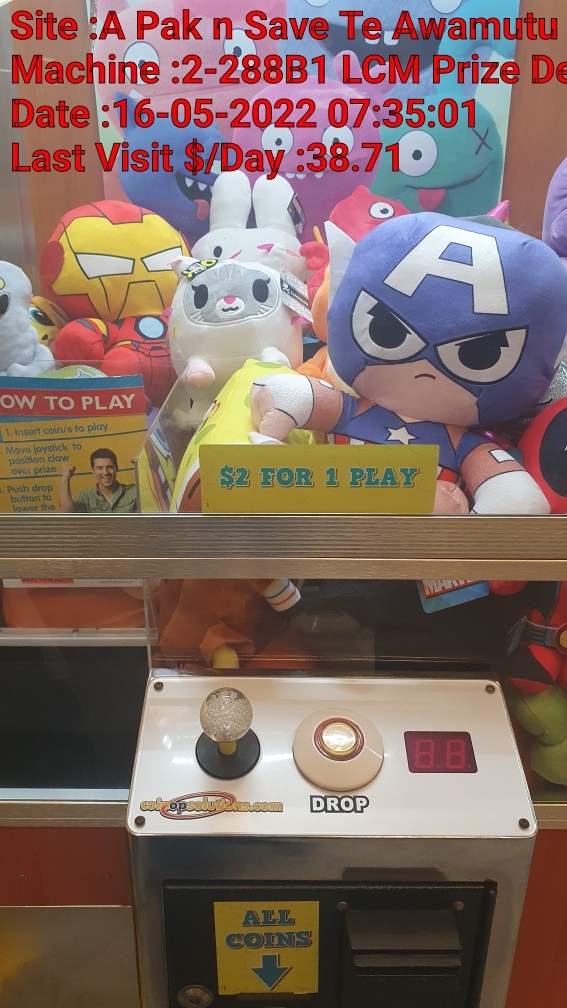 Site :A Pak n Save Te Awamutu
Machine :2-288B1 LCM Prize De
Date :16-05-2022 07:35:01
Last Visit $/Day :38.71
A
OW TO PLAY
1. Insert coin/s to play
Move joystick to
position claw
over prize
Push drop
button to
lower the
$2 FOR 1 PLAY
MARVEL
coinopsolutions.com
DROP
ALL
COINS